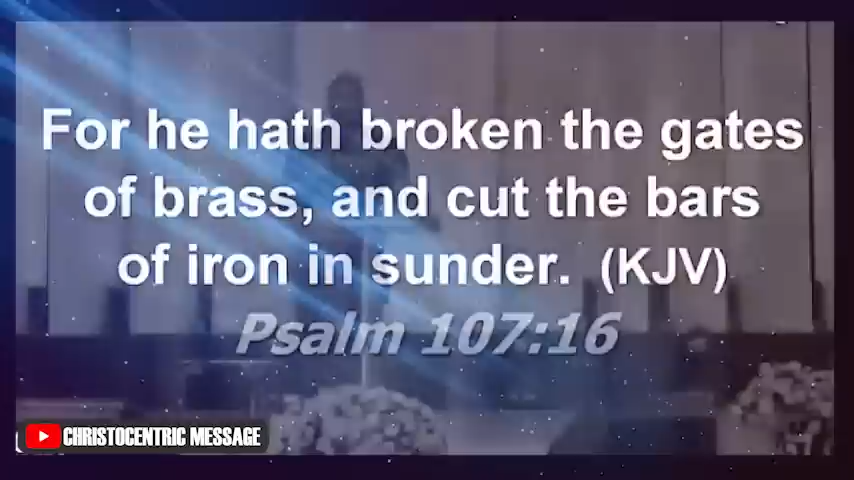 For he hath broken the gates
of brass, and cut the bars
of iron in sunder. (KJV)
Psalm 107:16
CHRISTOCENTRIC MESSAGE